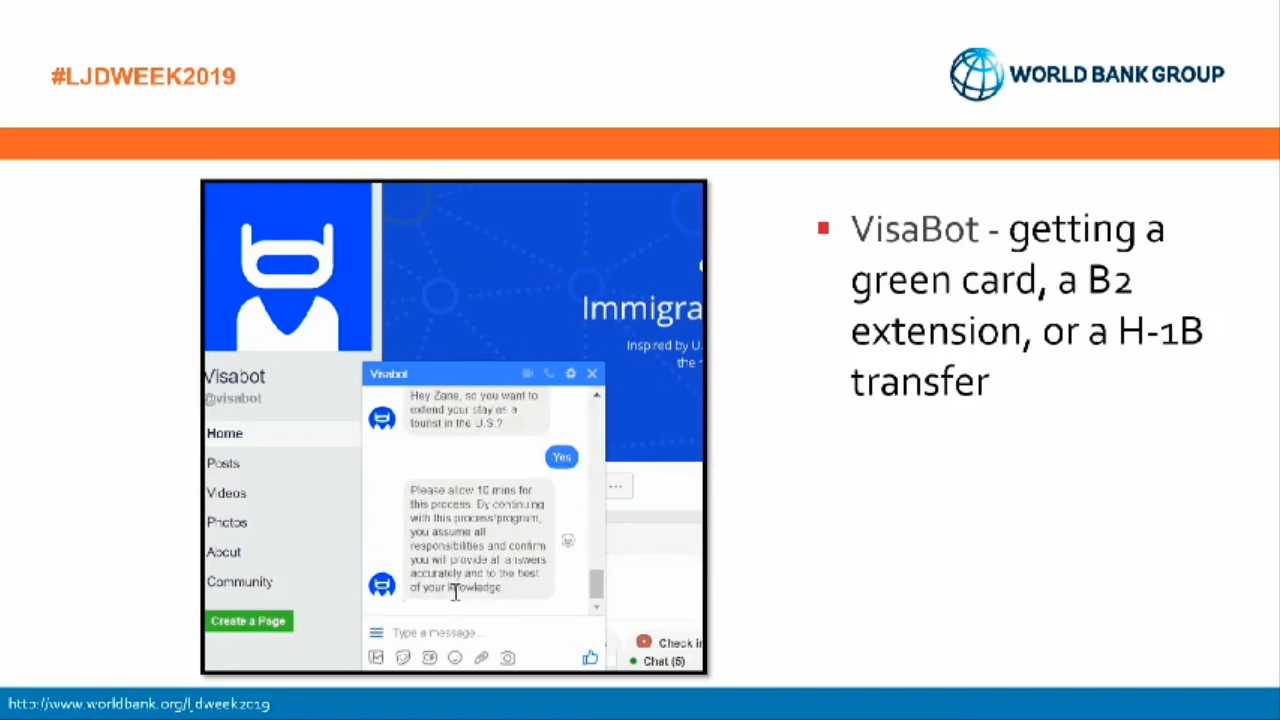 #LJDWEEK2019
WORLD BANK GROUP
Immigra
Inspired by U.
the
Visabot
@visabot
Home
Posts
Videos
Photos
About
Community
Create a Page
Visabot
Hey Zane, so you want to
extend your stay as a
tourist in the U.S.?
Yes
Please allow 10 mins for
this process. By continuing
with this process/program,
you assume all
responsibilities and confirm
you will provide all answers
accurately and to the best
of your knowledge
Type a message...
GIF
Check in
Chat (5)
▪ VisaBot - getting a
green card, a B2
extension, or a H-1B
transfer
http://www.worldbank.org/ljdweek2019